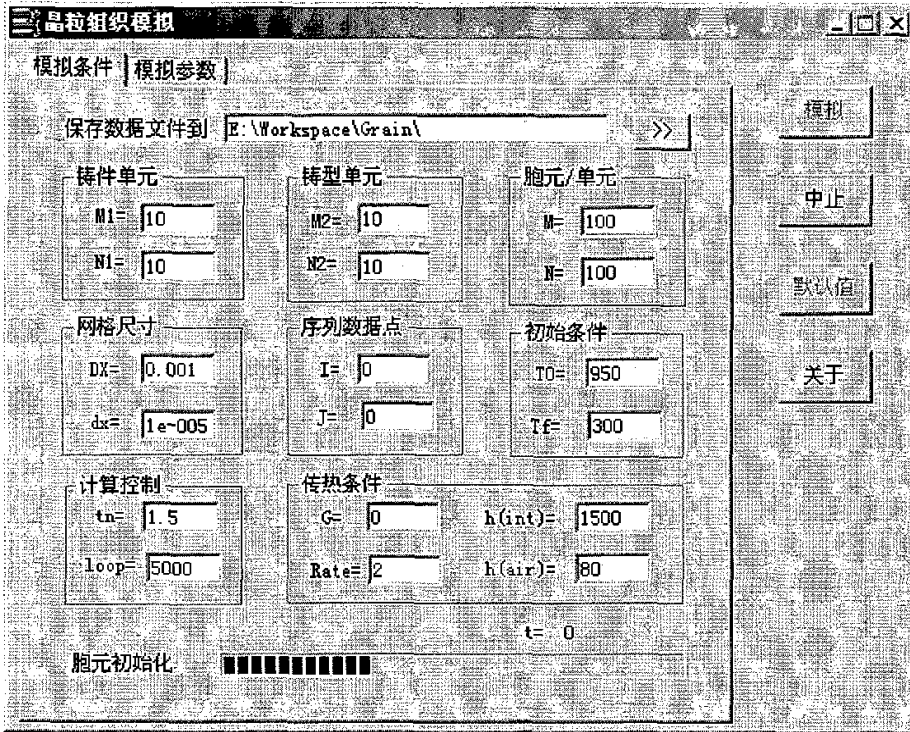 晶粒组织模拟
模拟条件 模拟参数
保存数据文件到 E:\Workspace\Grain\ >>
模拟
中止
默认值
关于
铸件单元 铸型单元 胞元/单元
M1= 10 M2= 10 M= 100
N1= 10 N2= 10 N= 100
网格尺寸 序列数据点 初始条件
DX= 0.001 I= 0 T0= 950
dx= 1e-005 J= 0 Tf= 300
计算控制 传热条件
tn= 1.5 G= 0 h(int)= 1500
loop= 5000 Rate= 2 h(air)= 80
t= 0
胞元初始化